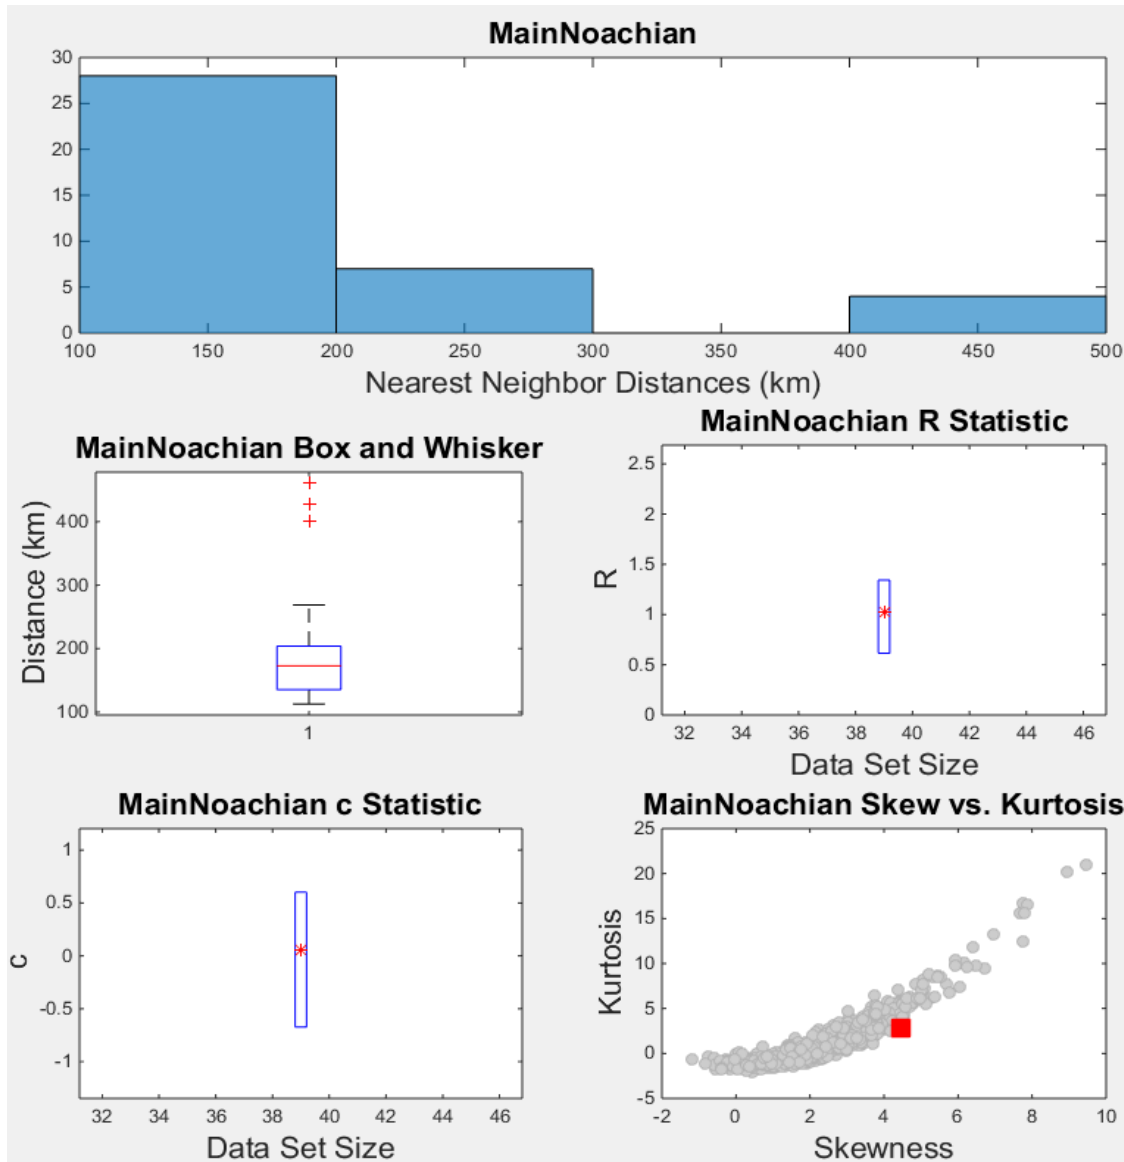 MainNoachian
30
25
20
15
10
5
0
100 150 200 250 300 350 400 450 500
Nearest Neighbor Distances (km)
MainNoachian Box and Whisker
Distance (km)
400
300
200
100
1
MainNoachian R Statistic
R
2.5
2
1.5
1
0.5
0
32 34 36 38 40 42 44 46
Data Set Size
MainNoachian c Statistic
c
1
0.5
0
-0.5
-1
32 34 36 38 40 42 44 46
Data Set Size
MainNoachian Skew vs. Kurtosis
Kurtosis
25
20
15
10
5
0
-5
-2 0 2 4 6 8 10
Skewness